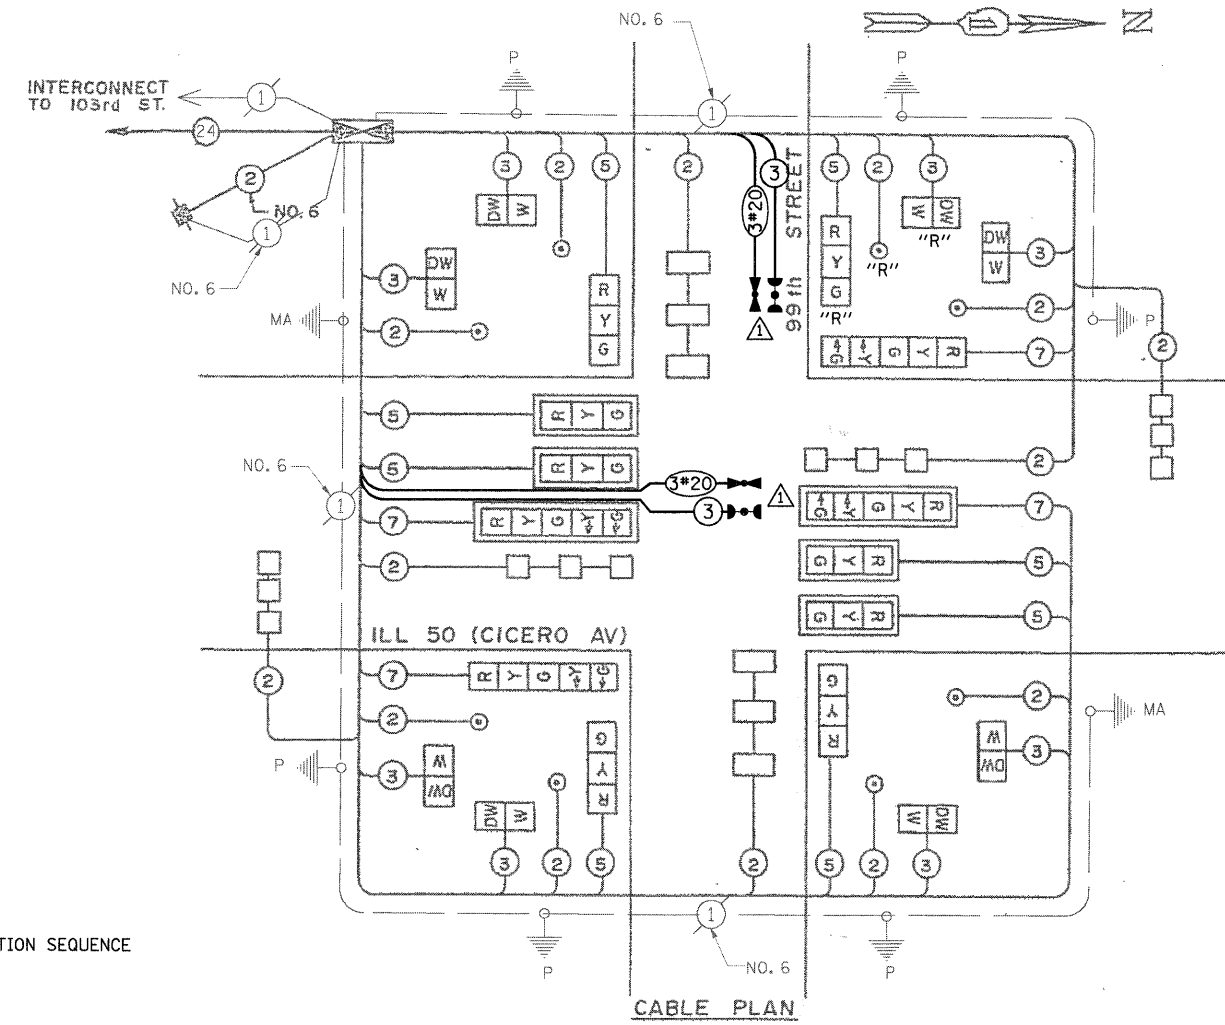 NO. 6
N
1
P
P
INTERCONNECT
TO 103rd ST.
1
1
24
3
2
5
2
3
5
2
3
2
NO. 6
DW W
3#20
STREET
W DW
"R"
1
R
Y
G
"R"
"R"
DW
W
3
DW
W
3
NO. 6
R
Y
G
99th
2
MA
2
1
P
2
G Y G Y R
7
5
R Y G
NO. 6
5
R Y G
3#20
2
1
1
3
7
R Y G Y G
G Y G Y R
7
2
G Y R
5
G Y R
5
ILL 50 (CICERO AV)
2
7
R Y G Y G
G
Y
R
2
2
G
Y
R
MA
P
3
W
DW
W
DW
3
DW W
W DW
3
2
5
2
5
2
3
1
NO. 6
P
P
TION SEQUENCE
CABLE PLAN